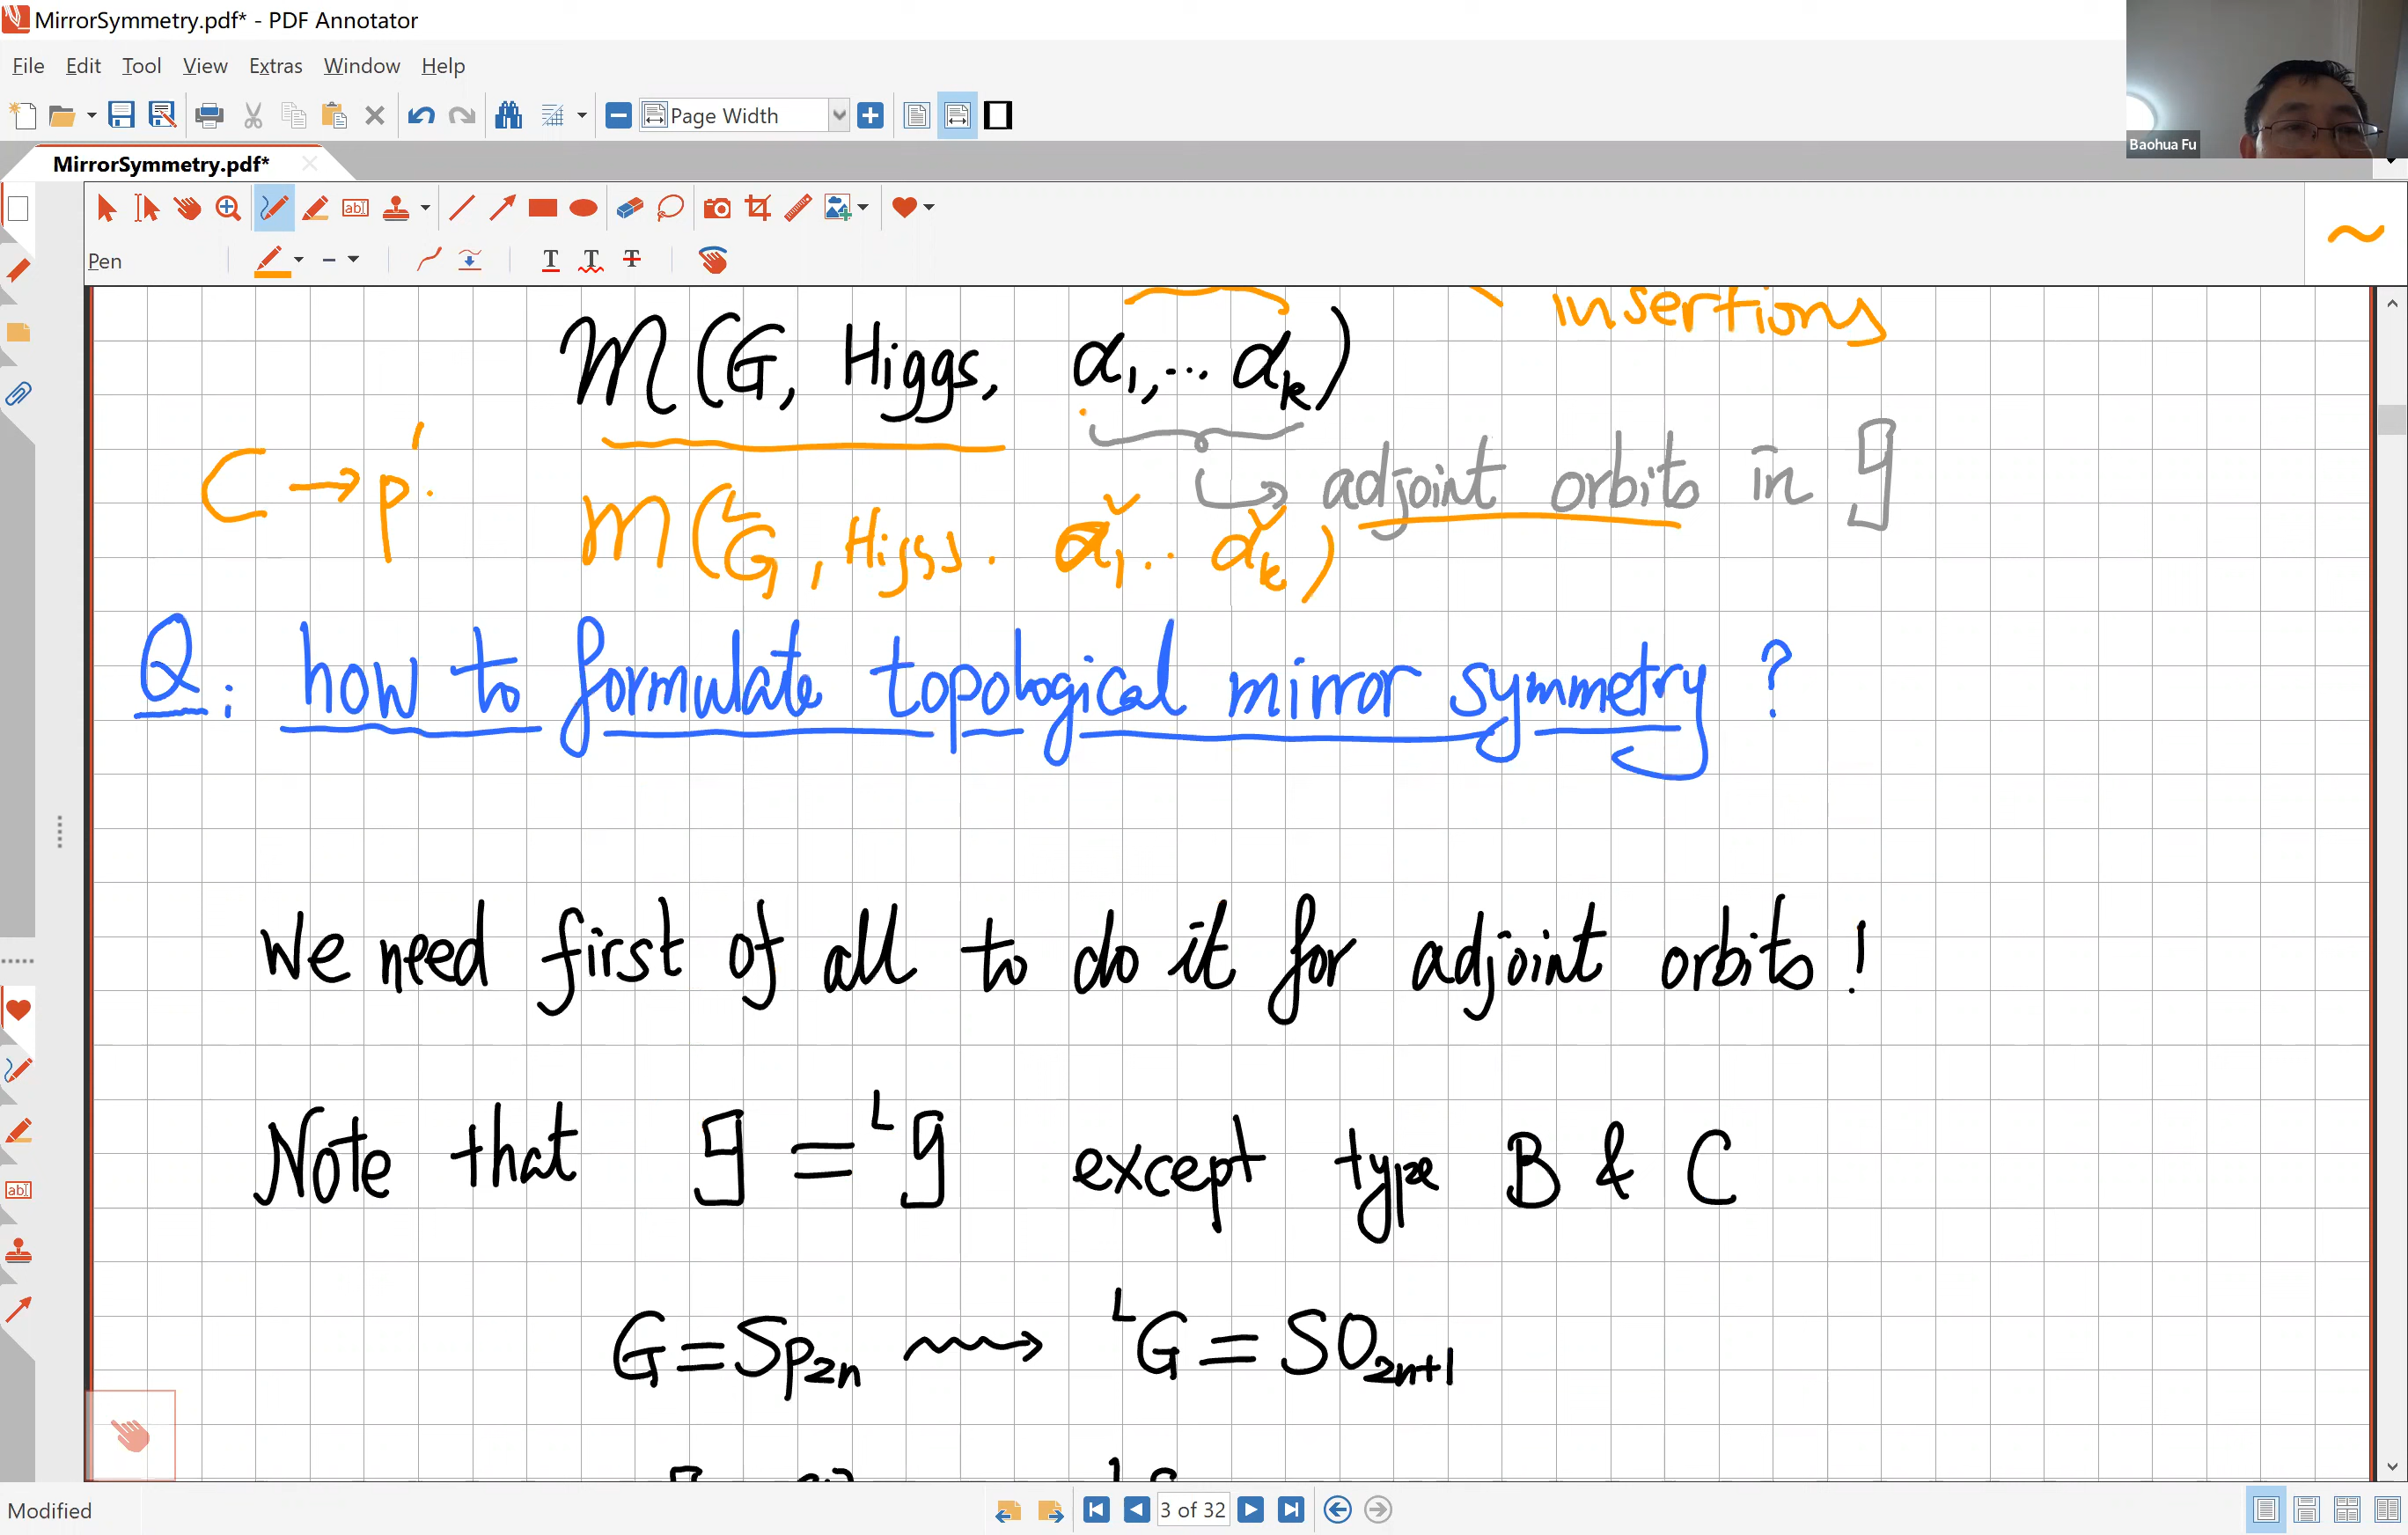 MirrorSymmetry.pdf* - PDF Annotator
File Edit Tool View Extras Window Help
Page Width
Baohua Fu
MirrorSymmetry.pdf*
Pen
insertions
M(G, Higgs, α₁,... αₖ)
C → P¹
adjoint orbits in 𝔤
M(ᴸG, Higgs. α₁ˇ.. αₖˇ)
Q: how to formulate topological mirror symmetry?
We need first of all to do it for adjoint orbits!
Note that 𝔤 = ᴸ𝔤 except type B & C
G = Sp₂ₙ ⇝ ᴸG = SO₂ₙ₊₁
Modified
3 of 32